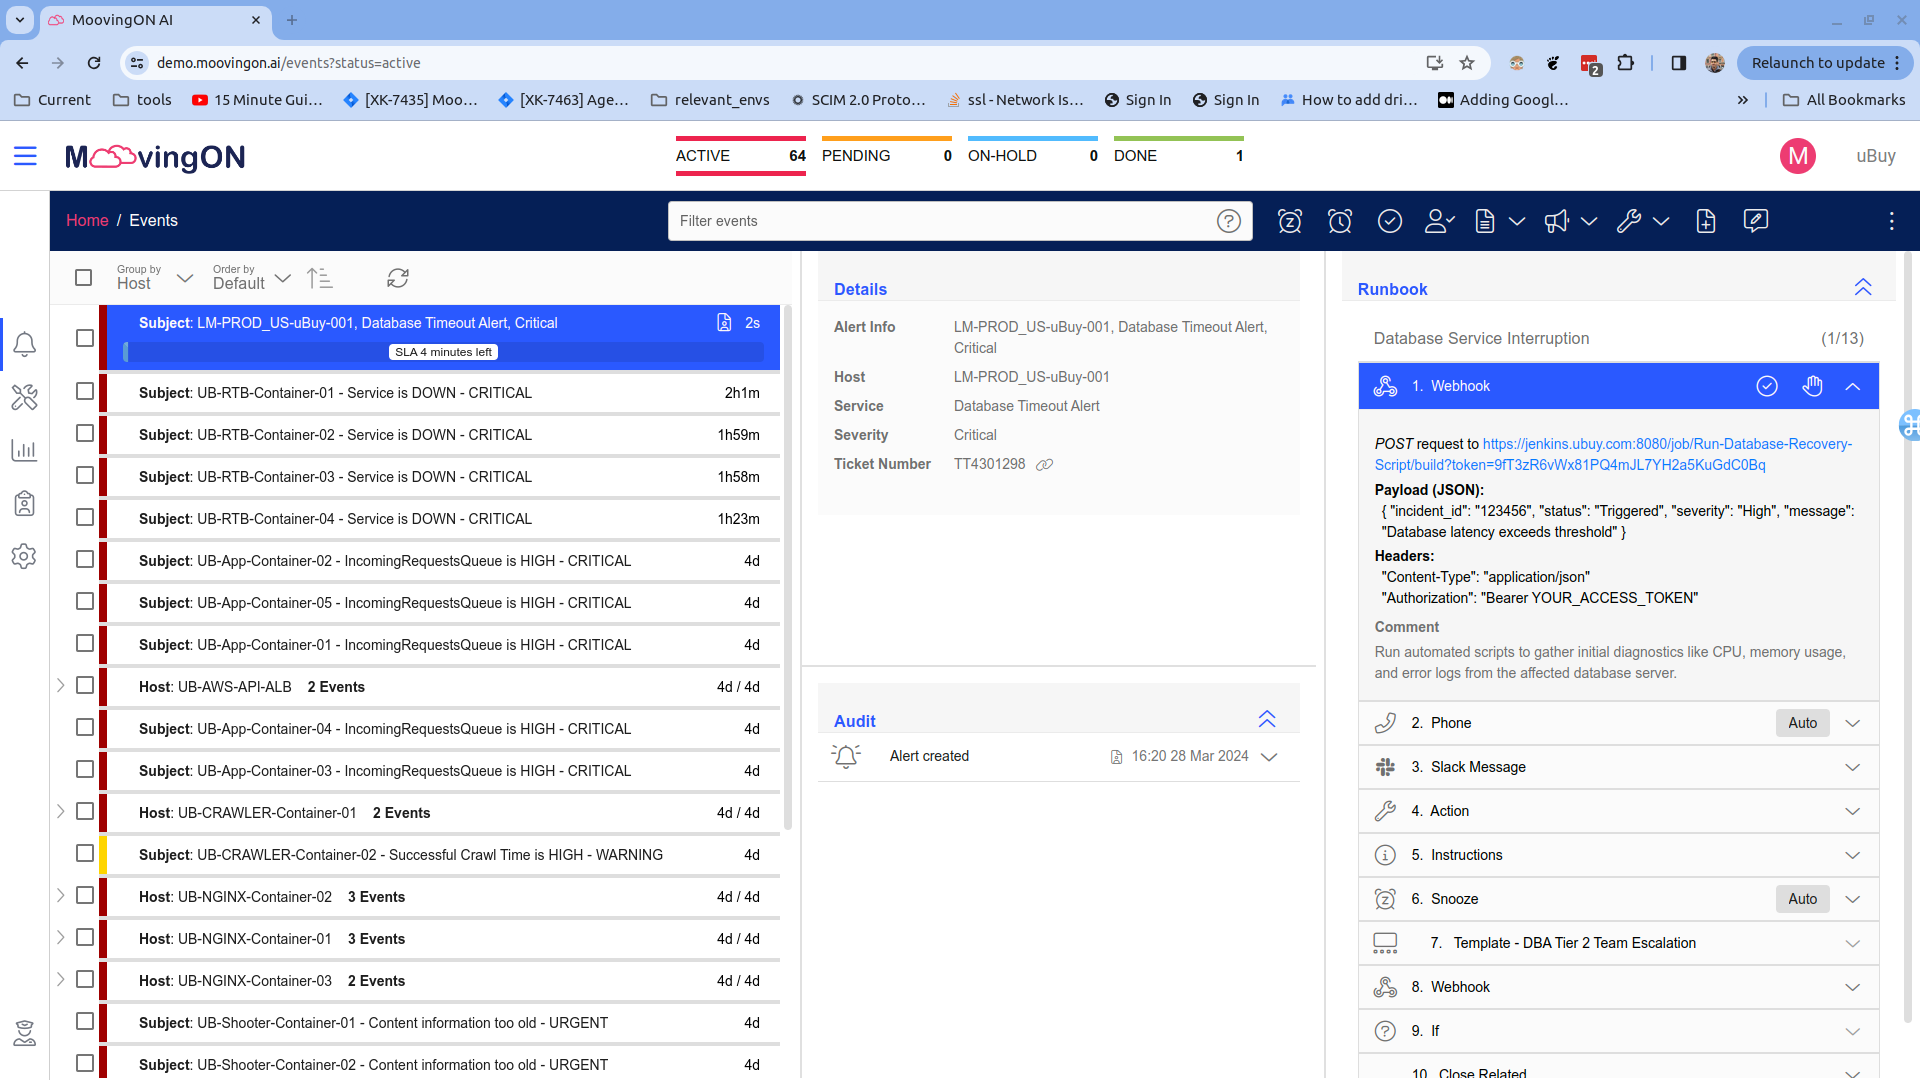 MoovingON AI
demo.moovingon.ai/events?status=active
2
Relaunch to update
Current
tools
15 Minute Gui…
[XK-7435] Moo…
[XK-7463] Age…
relevant_envs
SCIM 2.0 Proto…
ssl - Network Is…
Sign In
Sign In
How to add dri…
Adding Googl…
All Bookmarks
MoovingON
ACTIVE 64
PENDING 0
ON-HOLD 0
DONE 1
M
uBuy
Home / Events
Filter events
Group by
Host
Order by
Default
Subject: LM-PROD_US-uBuy-001, Database Timeout Alert, Critical 2s
SLA 4 minutes left
Subject: UB-RTB-Container-01 - Service is DOWN - CRITICAL 2h1m
Subject: UB-RTB-Container-02 - Service is DOWN - CRITICAL 1h59m
Subject: UB-RTB-Container-03 - Service is DOWN - CRITICAL 1h58m
Subject: UB-RTB-Container-04 - Service is DOWN - CRITICAL 1h23m
Subject: UB-App-Container-02 - IncomingRequestsQueue is HIGH - CRITICAL 4d
Subject: UB-App-Container-05 - IncomingRequestsQueue is HIGH - CRITICAL 4d
Subject: UB-App-Container-01 - IncomingRequestsQueue is HIGH - CRITICAL 4d
Host: UB-AWS-API-ALB 2 Events 4d / 4d
Subject: UB-App-Container-04 - IncomingRequestsQueue is HIGH - CRITICAL 4d
Subject: UB-App-Container-03 - IncomingRequestsQueue is HIGH - CRITICAL 4d
Host: UB-CRAWLER-Container-01 2 Events 4d / 4d
Subject: UB-CRAWLER-Container-02 - Successful Crawl Time is HIGH - WARNING 4d
Host: UB-NGINX-Container-02 3 Events 4d / 4d
Host: UB-NGINX-Container-01 3 Events 4d / 4d
Host: UB-NGINX-Container-03 2 Events 4d / 4d
Subject: UB-Shooter-Container-01 - Content information too old - URGENT 4d
Subject: UB-Shooter-Container-02 - Content information too old - URGENT 4d
Details
Alert Info LM-PROD_US-uBuy-001, Database Timeout Alert,
Critical
Host LM-PROD_US-uBuy-001
Service Database Timeout Alert
Severity Critical
Ticket Number TT4301298
Audit
Alert created 16:20 28 Mar 2024
Runbook
Database Service Interruption (1/13)
1. Webhook
POST request to https://jenkins.ubuy.com:8080/job/Run-Database-Recovery-
Script/build?token=9fT3zR6vWx81PQ4mJL7YH2a5KuGdC0Bq
Payload (JSON):
{ "incident_id": "123456", "status": "Triggered", "severity": "High", "message":
"Database latency exceeds threshold" }
Headers:
"Content-Type": "application/json"
"Authorization": "Bearer YOUR_ACCESS_TOKEN"
Comment
Run automated scripts to gather initial diagnostics like CPU, memory usage,
and error logs from the affected database server.
2. Phone Auto
3. Slack Message
4. Action
5. Instructions
6. Snooze Auto
7. Template - DBA Tier 2 Team Escalation
8. Webhook
9. If
10. Close Related